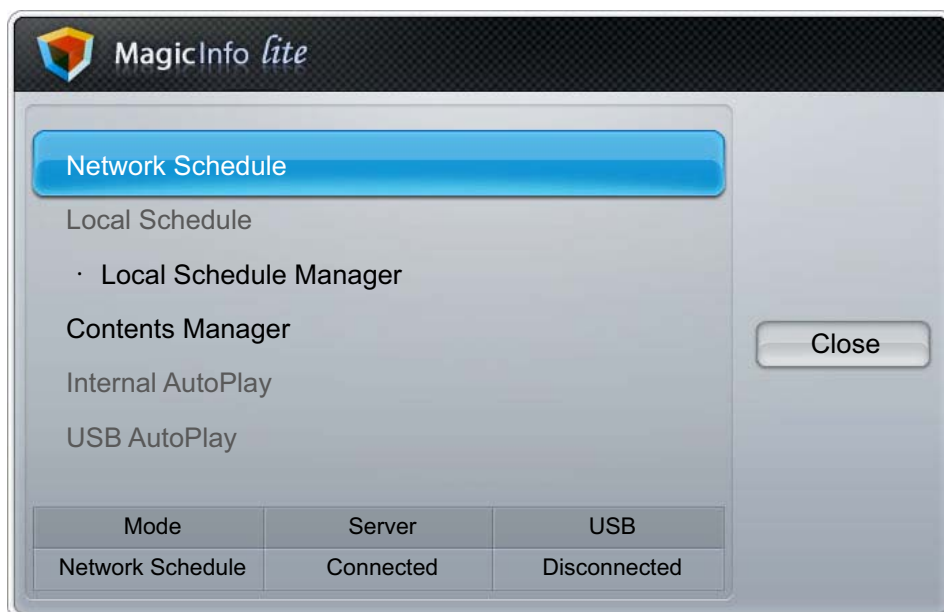 MagicInfo lite
Network Schedule
Local Schedule
· Local Schedule Manager
Contents Manager
Internal AutoPlay
USB AutoPlay
Close
Mode Server USB
Network Schedule Connected Disconnected